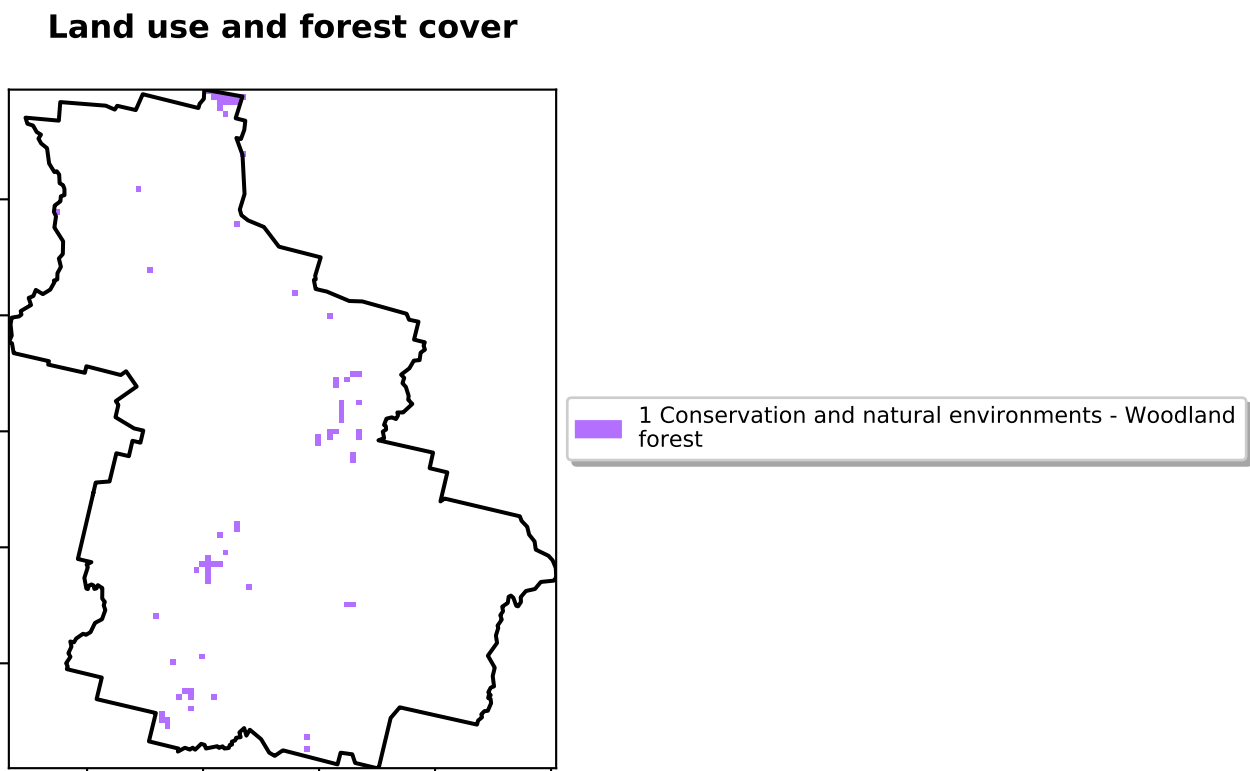 Land use and forest cover
1 Conservation and natural environments - Woodland
forest